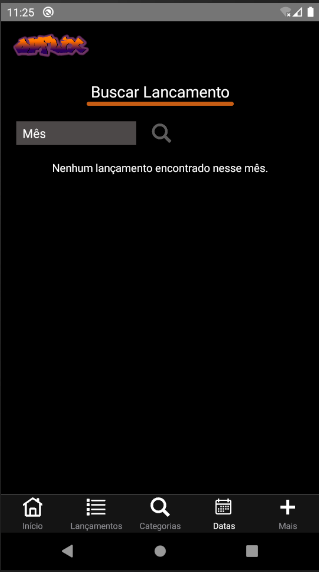 11:25
Buscar Lancamento
Mês
Nenhum lançamento encontrado nesse mês.
Início
Lançamentos
Categorias
Datas
Mais